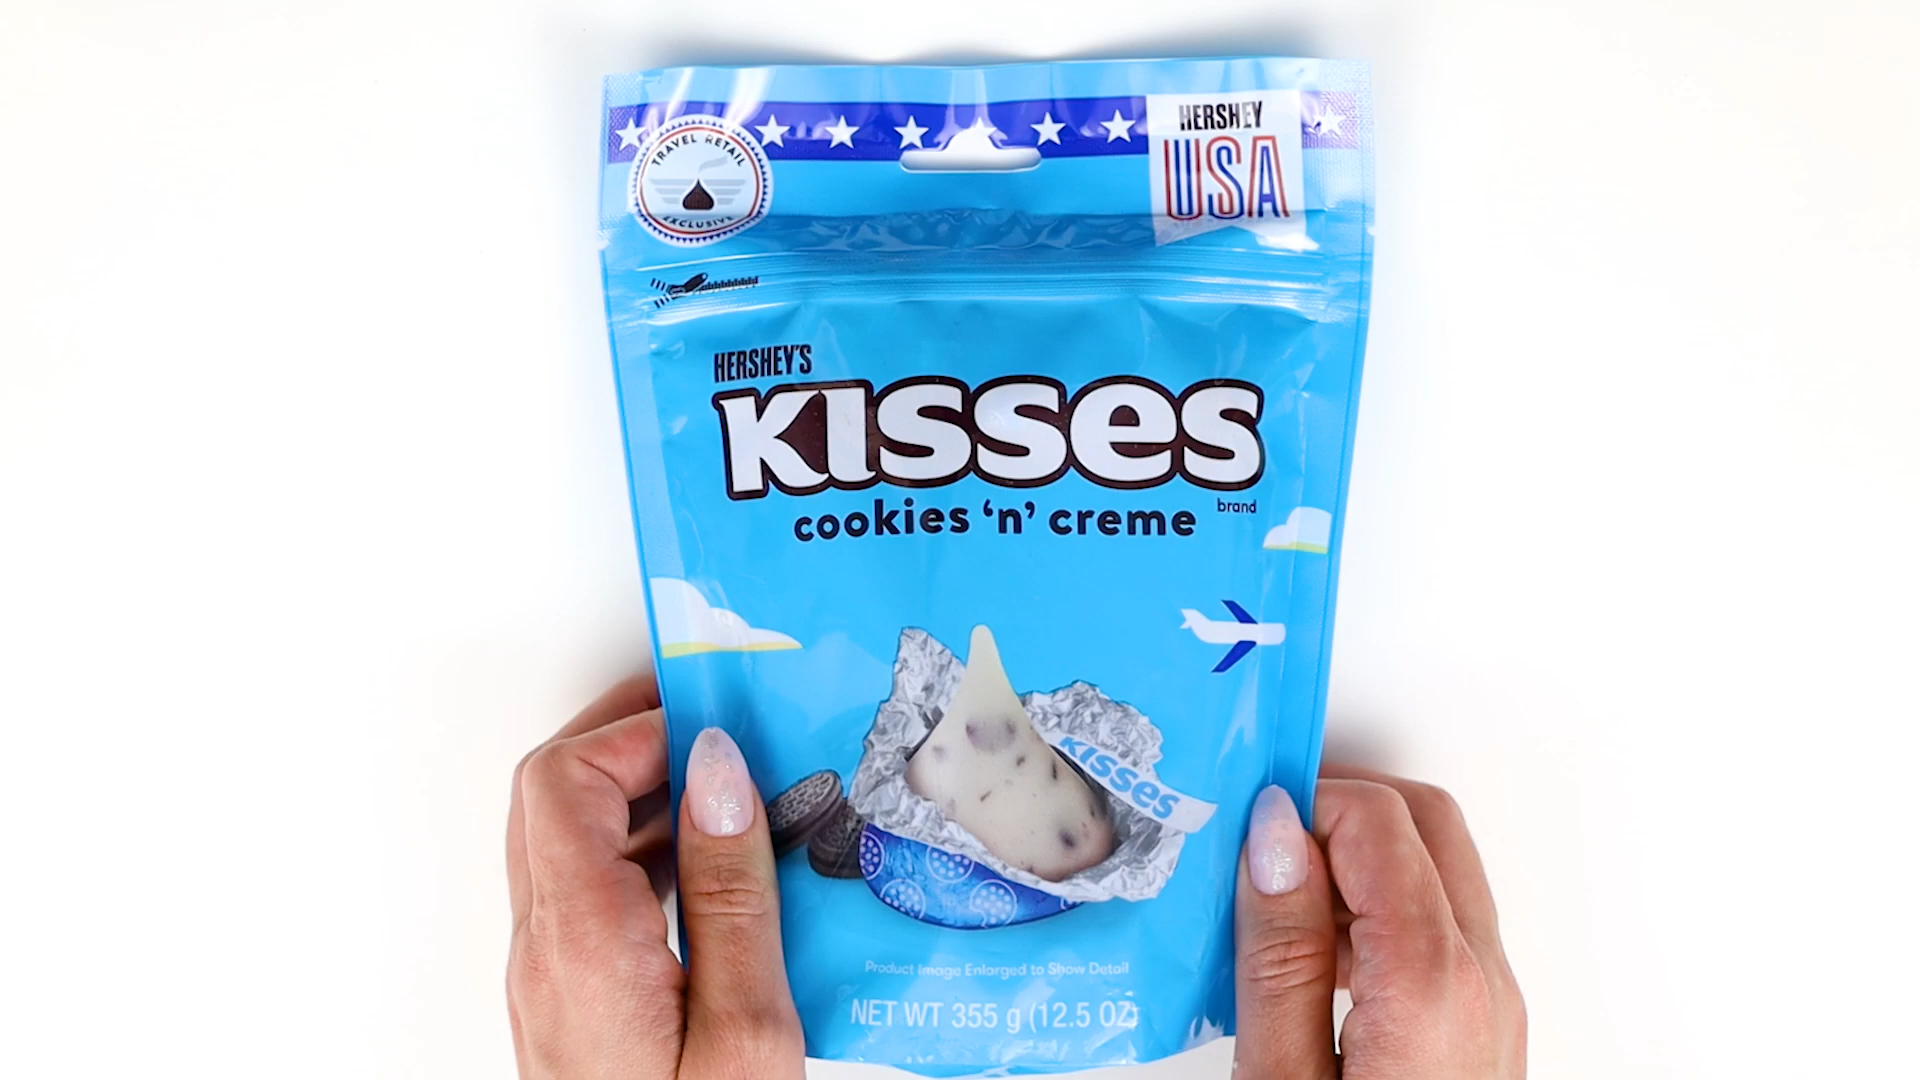 TRAVEL RETAIL
EXCLUSIVE
HERSHEY
USA
HERSHEY'S
KISSES
brand
cookies 'n' creme
KISSES
Product Image Enlarged to Show Detail
NET WT 355 g (12.5 OZ)